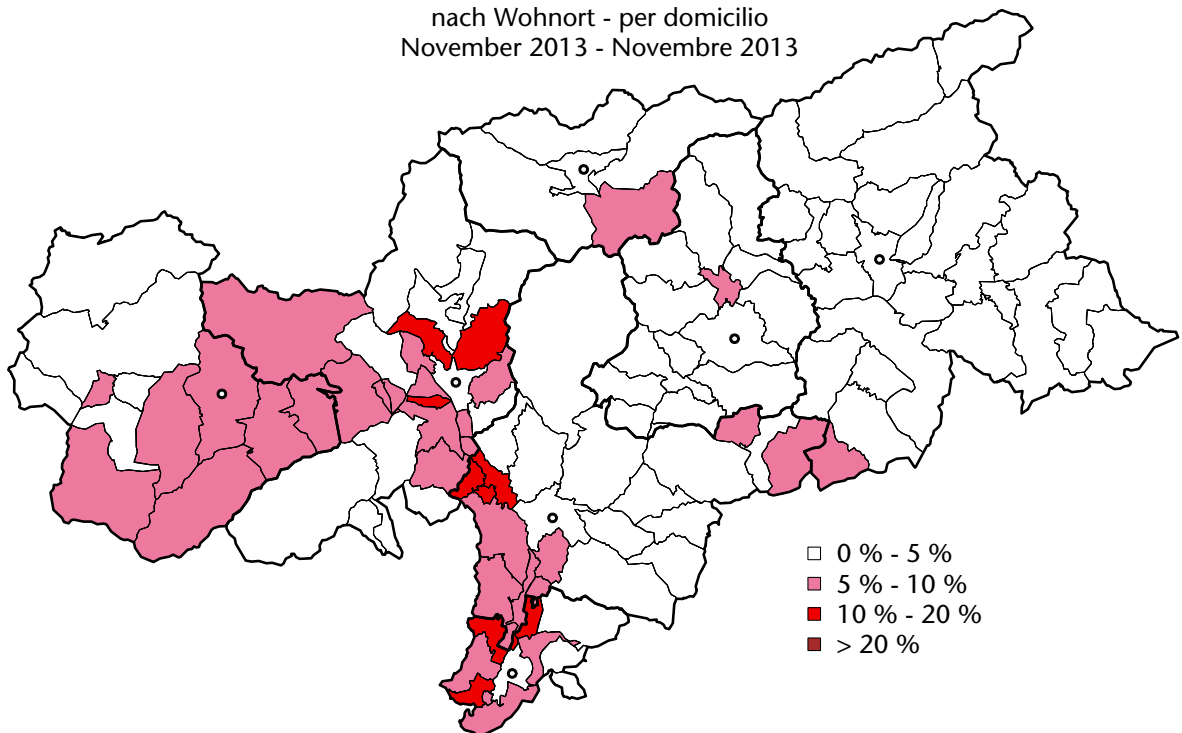 nach Wohnort - per domicilio
November 2013 - Novembre 2013
0 % - 5 %
5 % - 10 %
10 % - 20 %
> 20 %